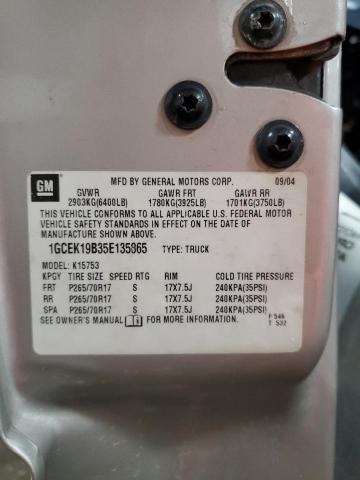 GM MFD BY GENERAL MOTORS CORP. 09/04
GVWR GAWR FRT GAWR RR
2903KG(6400LB) 1780KG(3925LB) 1701KG(3750LB)
THIS VEHICLE CONFORMS TO ALL APPLICABLE U.S. FEDERAL MOTOR
VEHICLE SAFETY STANDARDS IN EFFECT ON THE DATE OF
MANUFACTURE SHOWN ABOVE.
1GCEK19B35E135965 TYPE: TRUCK
MODEL: K15753
KPGY TIRE SIZE SPEED RTG RIM COLD TIRE PRESSURE
FRT P265/70R17 S 17X7.5J 240KPA(35PSI)
RR P265/70R17 S 17X7.5J 240KPA(35PSI)
SPA P265/70R17 S 17X7.5J 240KPA(35PSI)
SEE OWNER'S MANUAL FOR MORE INFORMATION. F 546
T 532